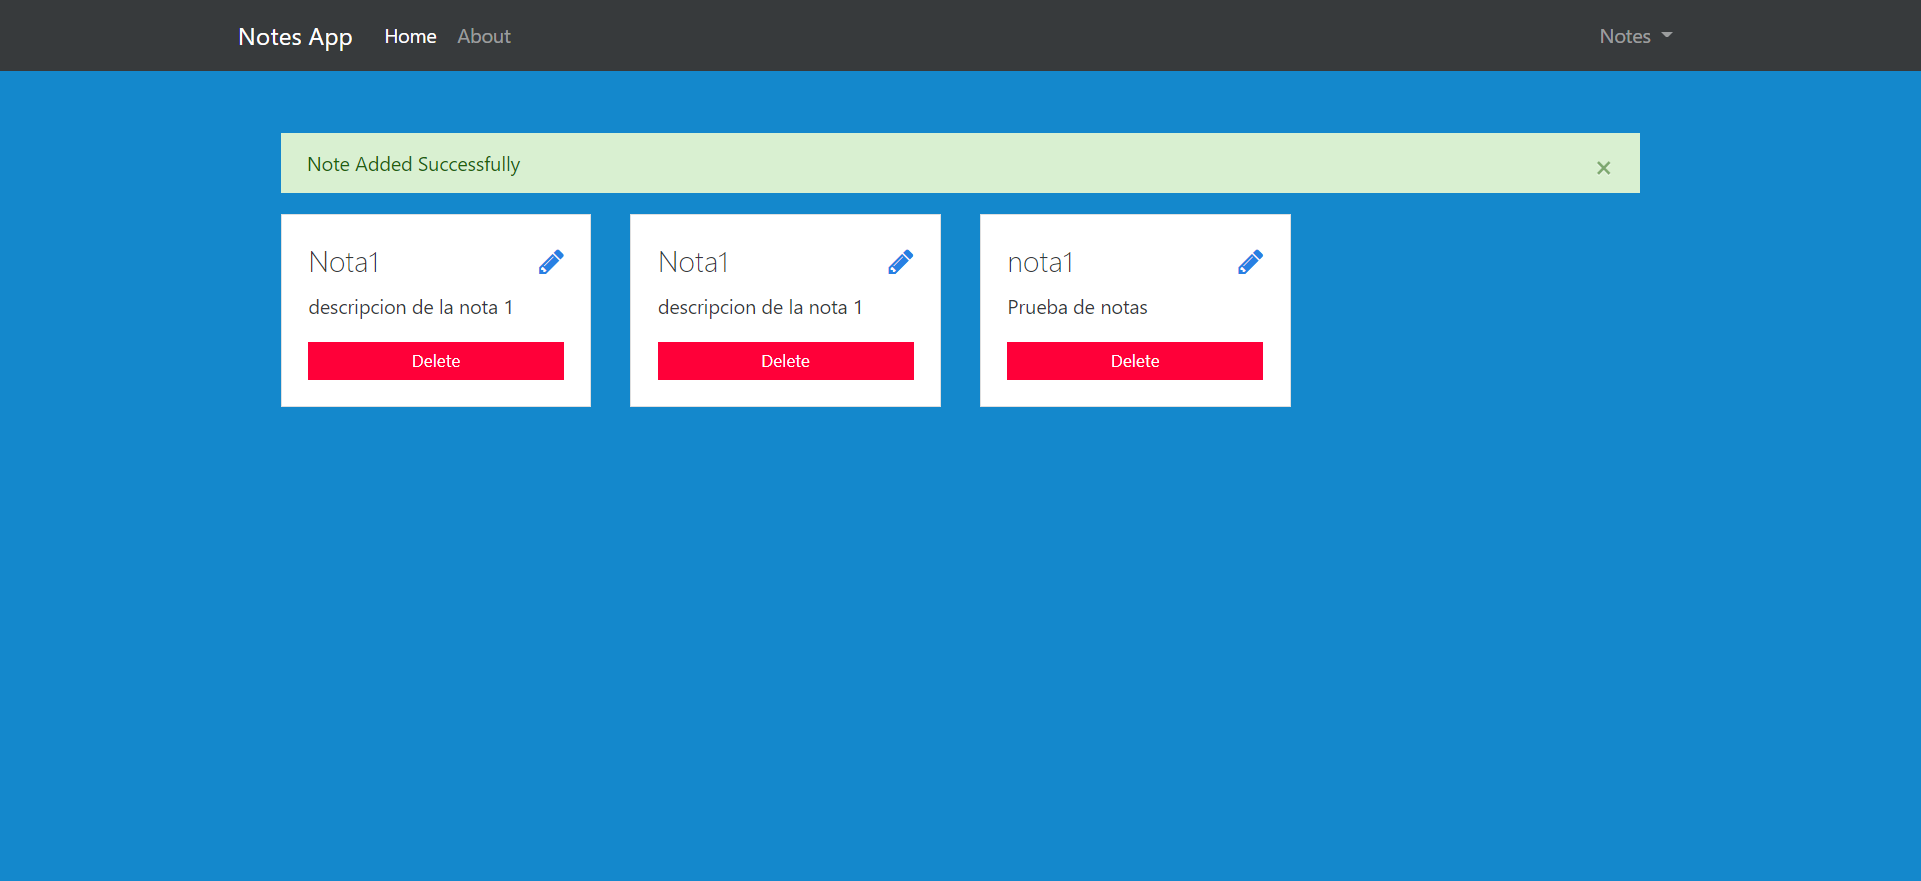 Notes App Home About Notes
Note Added Successfully ×
Nota1
descripcion de la nota 1
Delete
Nota1
descripcion de la nota 1
Delete
nota1
Prueba de notas
Delete